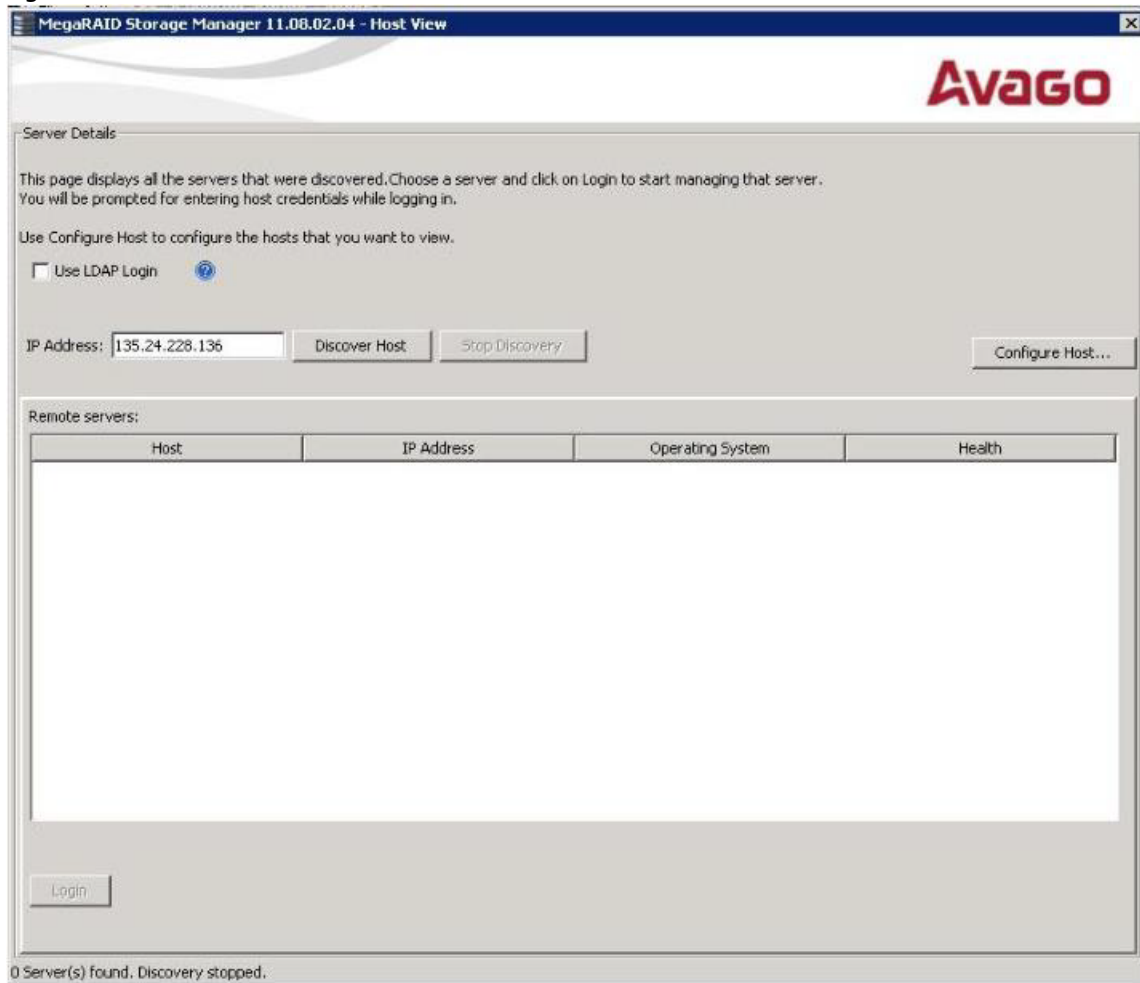 MegaRAID Storage Manager 11.08.02.04 - Host View
AVAGO
Server Details
This page displays all the servers that were discovered.Choose a server and click on Login to start managing that server.
You will be prompted for entering host credentials while logging in.
Use Configure Host to configure the hosts that you want to view.
Use LDAP Login
IP Address: 135.24.228.136 Discover Host Stop Discovery
Configure Host...
Remote servers:
Host IP Address Operating System Health
Login
0 Server(s) found. Discovery stopped.